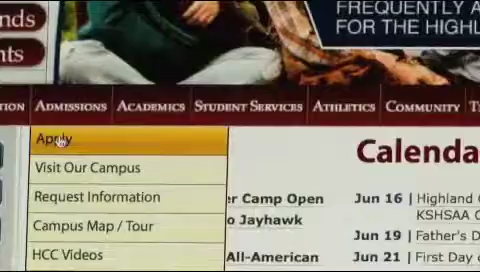 FREQUENTLY A
FOR THE HIGHL
nds
nts
TION ADMISSIONS ACADEMICS STUDENT SERVICES ATHLETICS COMMUNITY T
Apply
Visit Our Campus
Request Information
Campus Map / Tour
HCC Videos
Calenda
er Camp Open
o Jayhawk
All-American
Jun 16 | Highland
KSHSAA C
Jun 19 | Father's D
Jun 21 | First Day